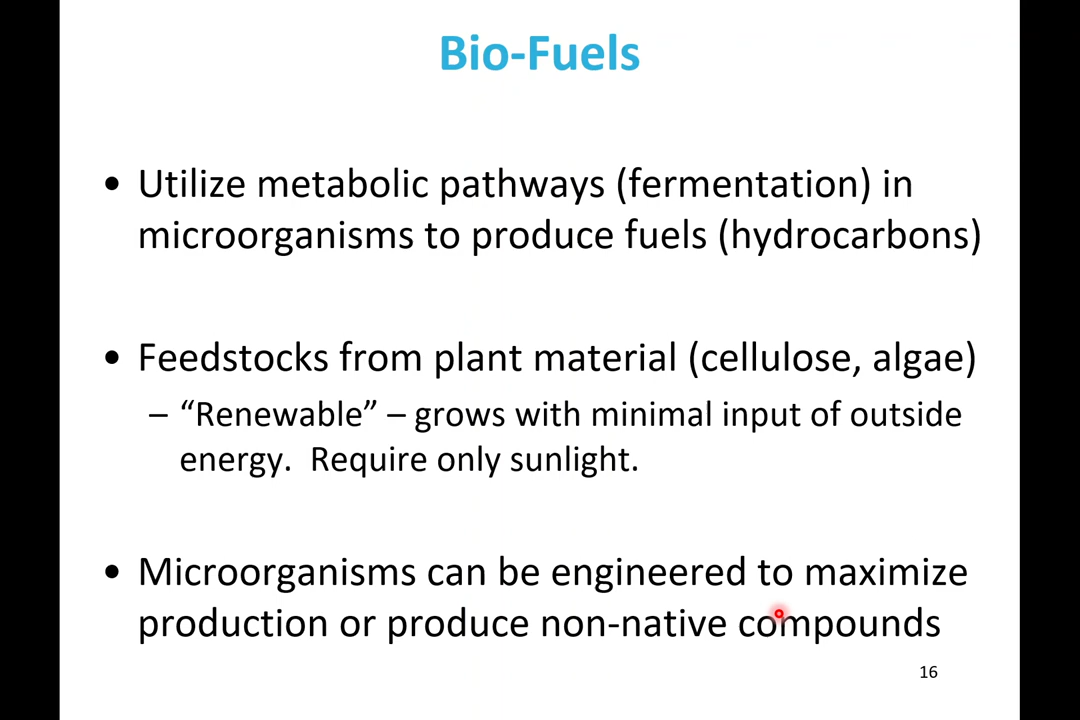 Bio-Fuels
• Utilize metabolic pathways (fermentation) in
microorganisms to produce fuels (hydrocarbons)
• Feedstocks from plant material (cellulose, algae)
– “Renewable” – grows with minimal input of outside
energy.  Require only sunlight.
• Microorganisms can be engineered to maximize
production or produce non-native compounds
16